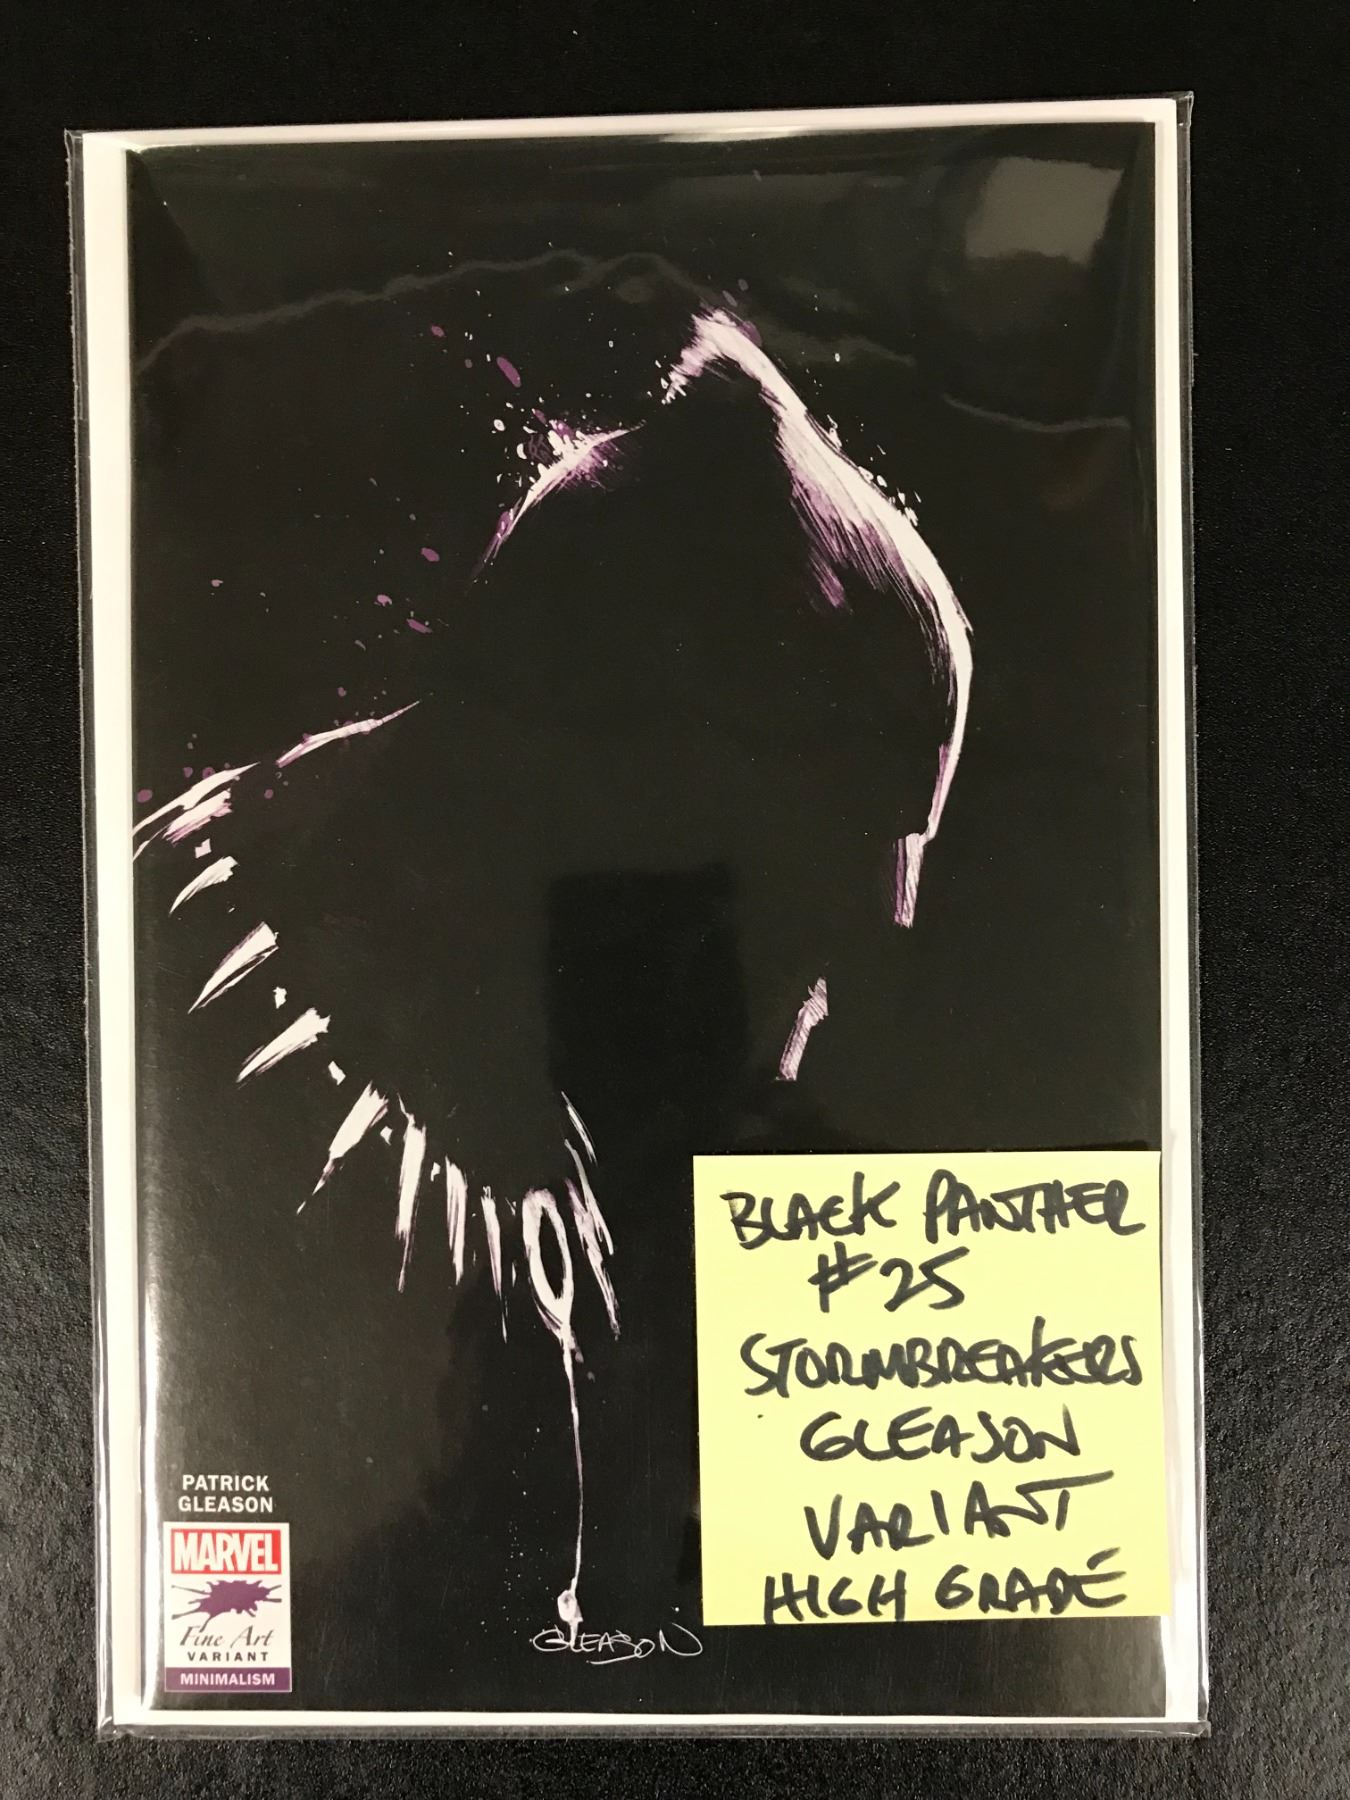 BLACK PANTHER
#25
STORMBREAKERS
GLEASON
VARIANT
HIGH GRADE
PATRICK
GLEASON
MARVEL
Fine Art
VARIANT
MINIMALISM
GLEASON